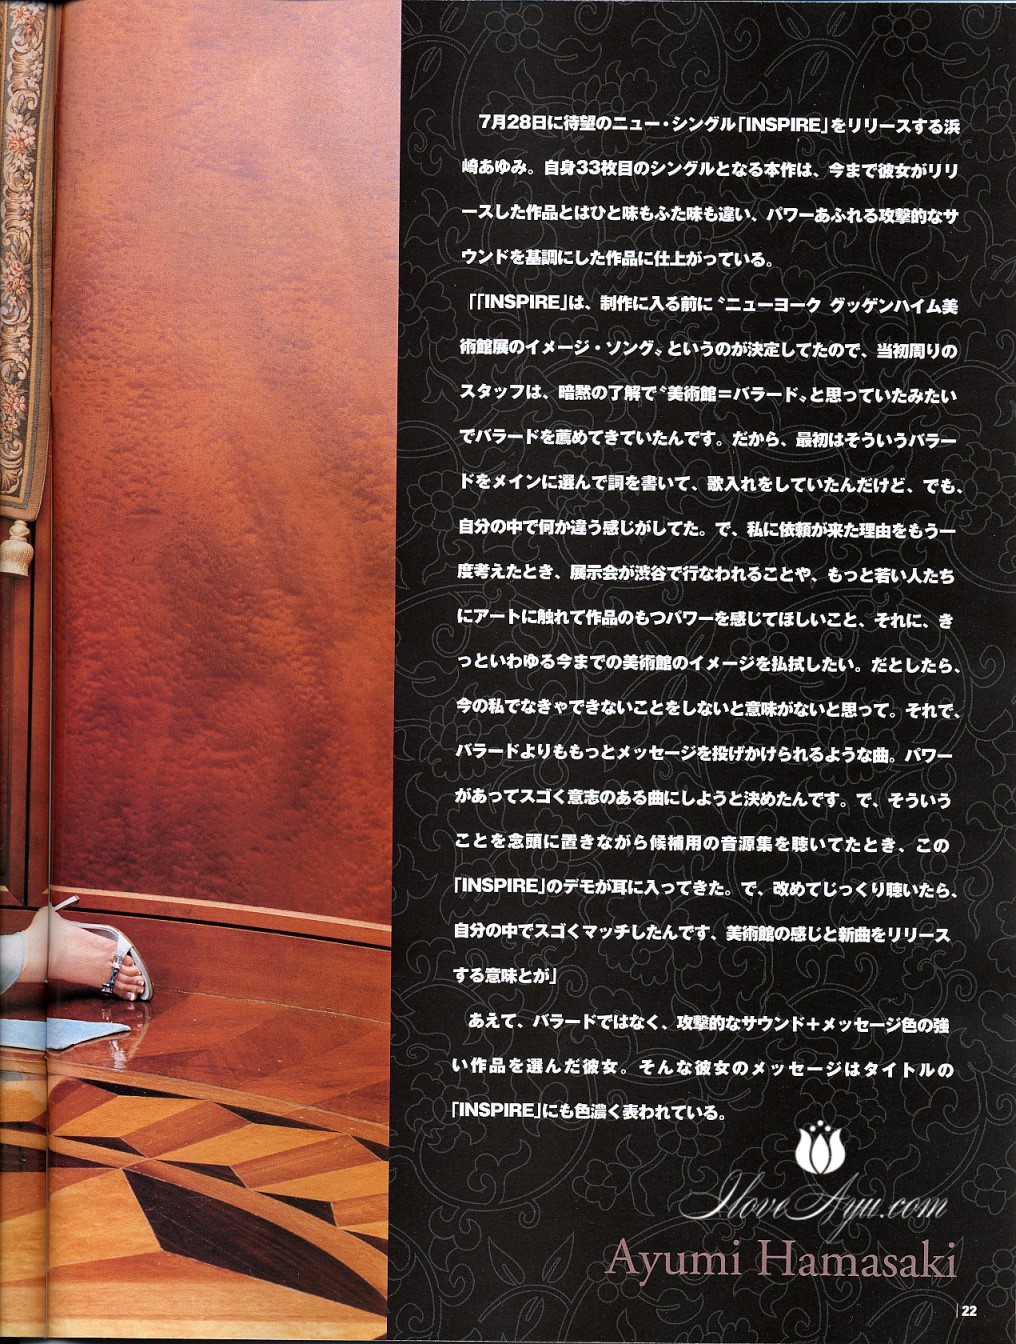 7月28日に待望のニュー・シングル「INSPIRE」をリリースする浜
崎あゆみ。自身33枚目のシングルとなる本作は、今まで彼女がリリ
ースした作品とはひと味もふた味も違い、パワーあふれる攻撃的なサ
ウンドを基調にした作品に仕上がっている。
「「INSPIRE」は、制作に入る前に〝ニューヨーク グッゲンハイム美
術館展のイメージ・ソング〟というのが決定してたので、当初周りの
スタッフは、暗黙の了解で〝美術館＝バラード〟と思っていたみたい
でバラードを薦めてきていたんです。だから、最初はそういうバラー
ドをメインに選んで詞を書いて、歌入れをしていたんだけど、でも、
自分の中で何か違う感じがしてた。で、私に依頼が来た理由をもう一
度考えたとき、展示会が渋谷で行なわれることや、もっと若い人たち
にアートに触れて作品のもつパワーを感じてほしいこと、それに、き
っといわゆる今までの美術館のイメージを払拭したい。だとしたら、
今の私でなきゃできないことをしないと意味がないと思って。それで、
バラードよりももっとメッセージを投げかけられるような曲。パワー
があってスゴく意志のある曲にしようと決めたんです。で、そういう
ことを念頭に置きながら候補用の音源集を聴いてたとき、この
「INSPIRE」のデモが耳に入ってきた。で、改めてじっくり聴いたら、
自分の中でスゴくマッチしたんです、美術館の感じと新曲をリリース
する意味とが」
あえて、バラードではなく、攻撃的なサウンド＋メッセージ色の強
い作品を選んだ彼女。そんな彼女のメッセージはタイトルの
「INSPIRE」にも色濃く表われている。
IloveAyu.com
Ayumi Hamasaki
22